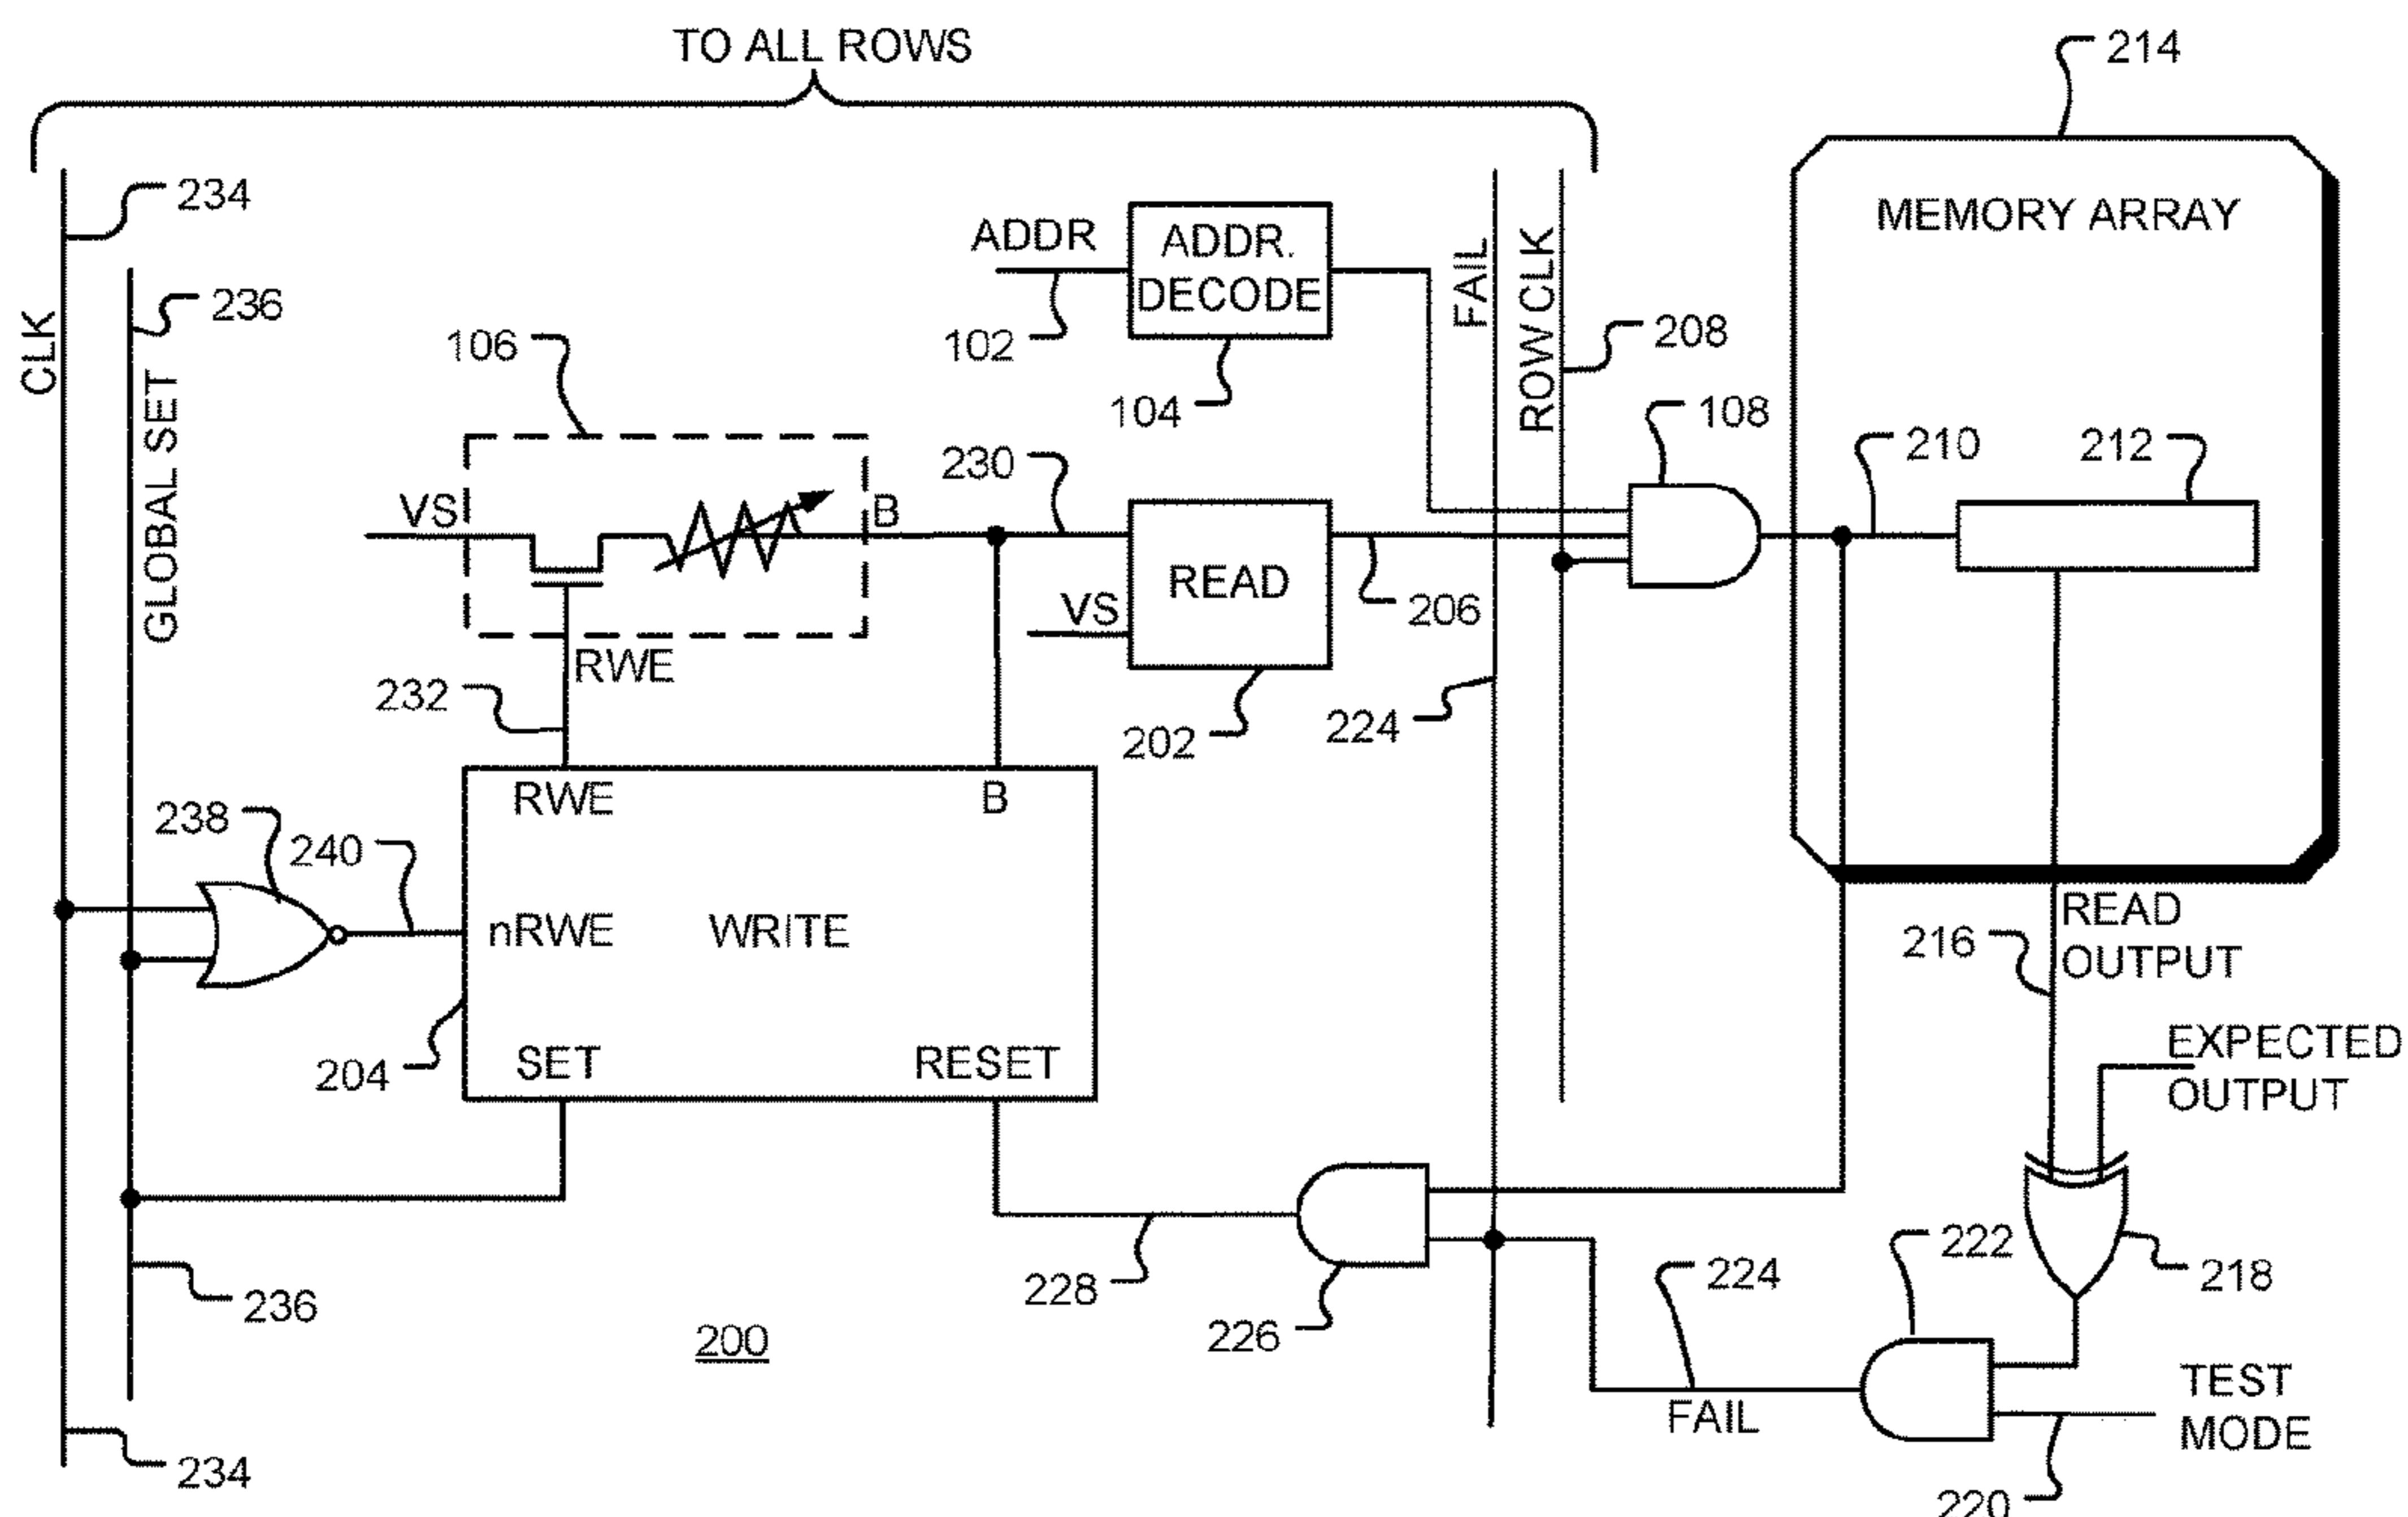 TO ALL ROWS
214
234
236
CLK
GLOBAL SET
ADDR
ADDR.
DECODE
102
104
FAIL
ROW CLK
208
MEMORY ARRAY
106
108
230
210
212
VS
B
READ
VS
206
RWE
232
202
224
RWE
B
238
240
nRWE
WRITE
READ
OUTPUT
216
204
SET
RESET
EXPECTED
OUTPUT
236
228
226
224
222
218
200
FAIL
TEST
MODE
234
220